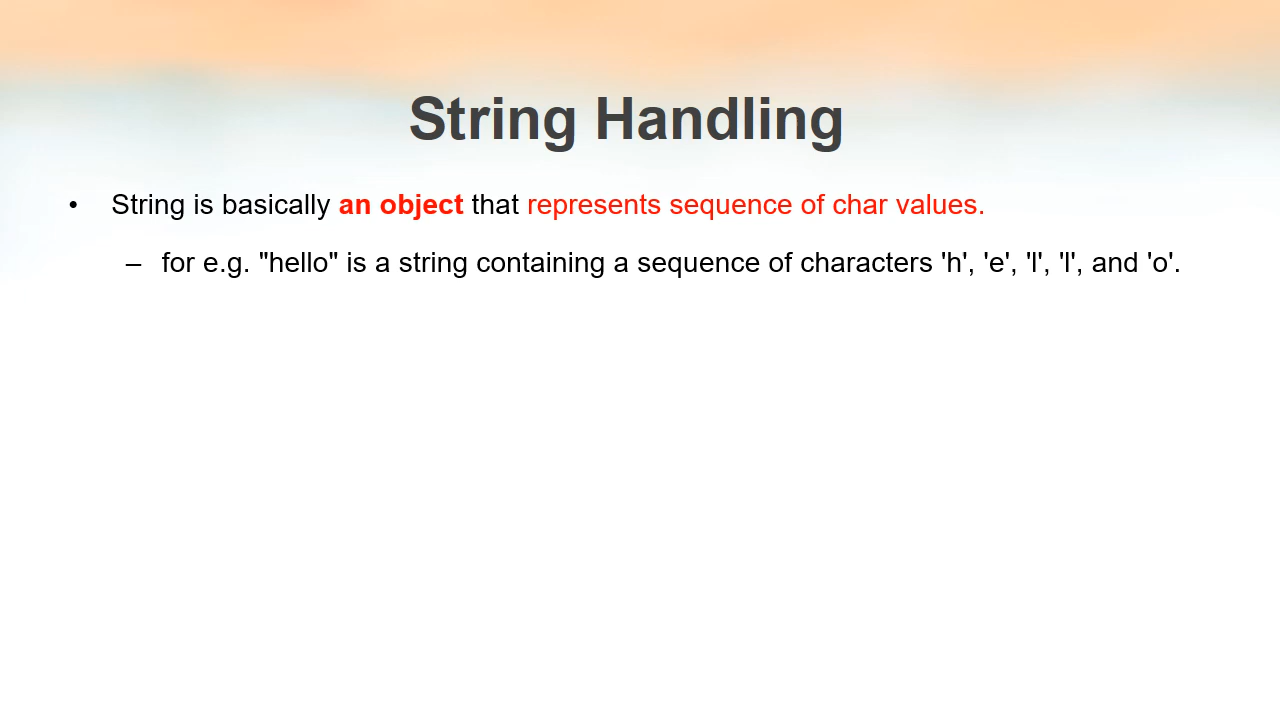 String Handling
• String is basically an object that represents sequence of char values.
– for e.g. "hello" is a string containing a sequence of characters 'h', 'e', 'l', 'l', and 'o'.